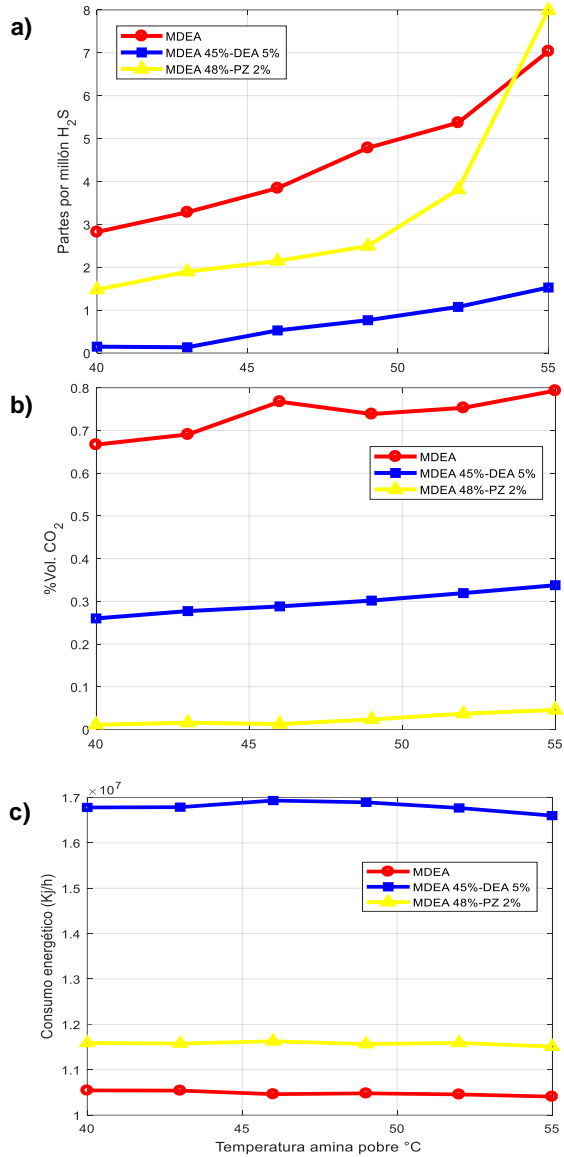 a)
8
7
6
5
4
3
2
1
0
Partes por millón H2S
MDEA
MDEA 45%-DEA 5%
MDEA 48%-PZ 2%
40
45
50
55
b)
0.8
0.7
0.6
0.5
0.4
0.3
0.2
0.1
0
%Vol. CO2
MDEA
MDEA 45%-DEA 5%
MDEA 48%-PZ 2%
40
45
50
55
c)
×10^7
1.7
1.6
1.5
1.4
1.3
1.2
1.1
1
Consumo energético (Kj/h)
MDEA
MDEA 45%-DEA 5%
MDEA 48%-PZ 2%
40
45
50
55
Temperatura amina pobre °C